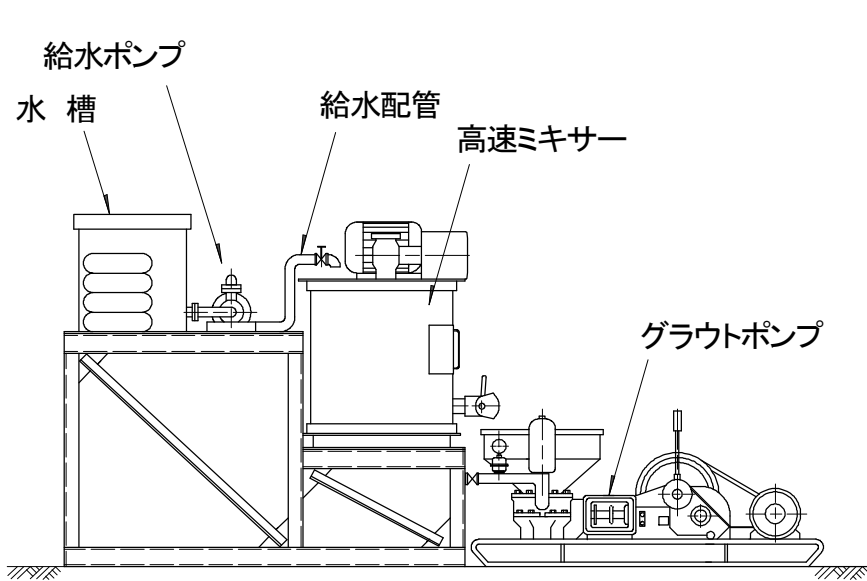 給水ポンプ
水 槽
給水配管
高速ミキサー
グラウトポンプ